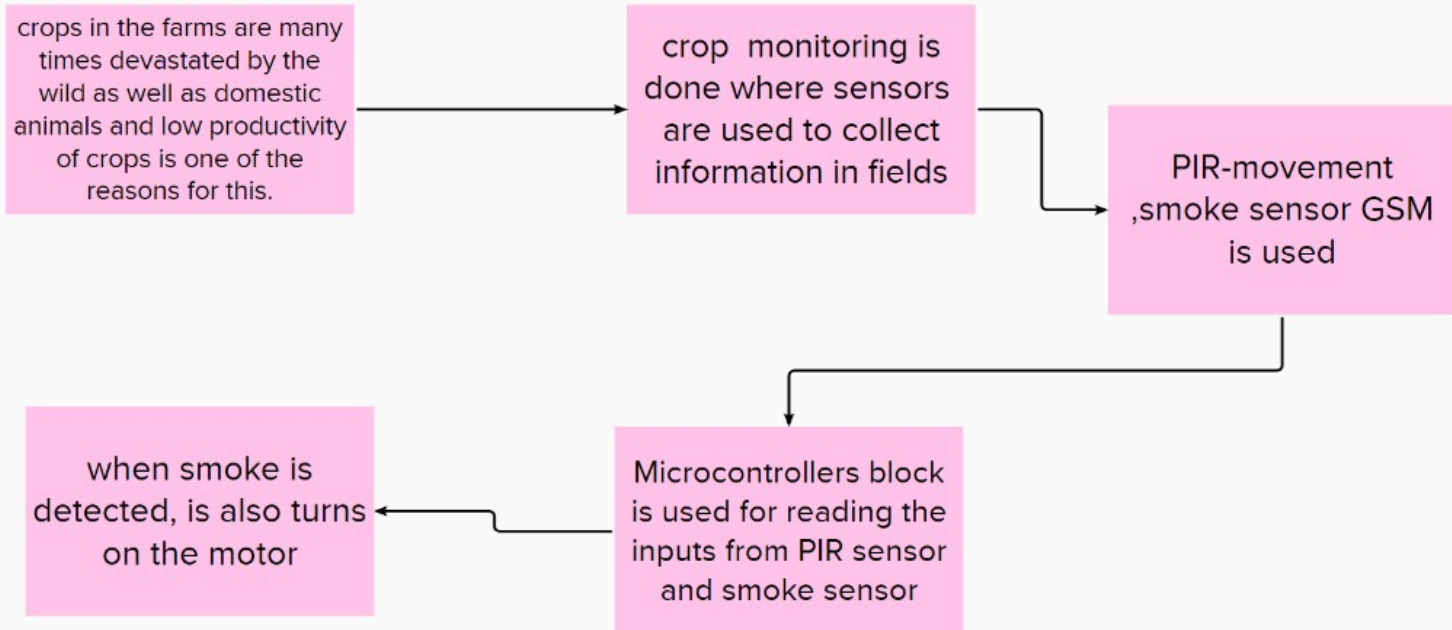 crops in the farms are many
times devastated by the
wild as well as domestic
animals and low productivity
of crops is one of the
reasons for this.
crop monitoring is
done where sensors
are used to collect
information in fields
PIR-movement
,smoke sensor GSM
is used
Microcontrollers block
is used for reading the
inputs from PIR sensor
and smoke sensor
when smoke is
detected, is also turns
on the motor